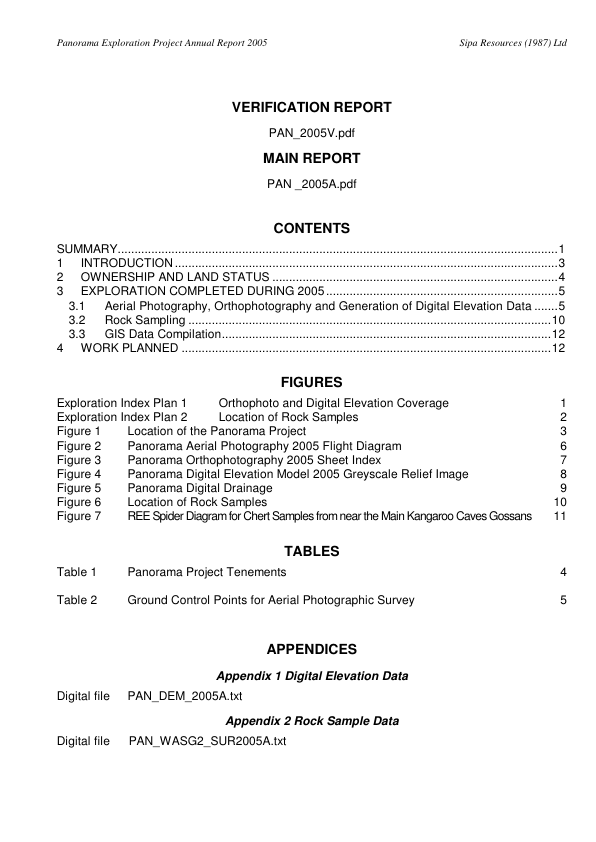 Panorama Exploration Project Annual Report 2005 Sipa Resources (1987) Ltd
VERIFICATION REPORT
PAN_2005V.pdf
MAIN REPORT
PAN _2005A.pdf
CONTENTS
SUMMARY....................................................................................................................................1
1 INTRODUCTION..................................................................................................................3
2 OWNERSHIP AND LAND STATUS ....................................................................................4
3 EXPLORATION COMPLETED DURING 2005....................................................................5
3.1 Aerial Photography, Orthophotography and Generation of Digital Elevation Data .......5
3.2 Rock Sampling .............................................................................................................10
3.3 GIS Data Compilation...................................................................................................12
4 WORK PLANNED ...............................................................................................................12
FIGURES
Exploration Index Plan 1 Orthophoto and Digital Elevation Coverage 1
Exploration Index Plan 2 Location of Rock Samples 2
Figure 1 Location of the Panorama Project 3
Figure 2 Panorama Aerial Photography 2005 Flight Diagram 6
Figure 3 Panorama Orthophotography 2005 Sheet Index 7
Figure 4 Panorama Digital Elevation Model 2005 Greyscale Relief Image 8
Figure 5 Panorama Digital Drainage 9
Figure 6 Location of Rock Samples 10
Figure 7 REE Spider Diagram for Chert Samples from near the Main Kangaroo Caves Gossans 11
TABLES
Table 1 Panorama Project Tenements 4
Table 2 Ground Control Points for Aerial Photographic Survey 5
APPENDICES
Appendix 1 Digital Elevation Data
Digital file PAN_DEM_2005A.txt
Appendix 2 Rock Sample Data
Digital file PAN_WASG2_SUR2005A.txt